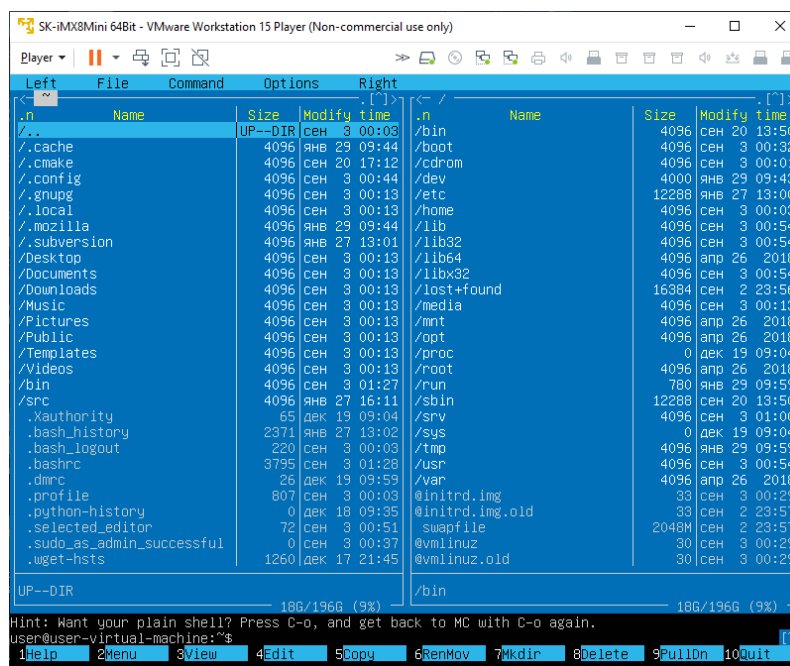 SK-iMX8Mini 64Bit - VMware Workstation 15 Player (Non-commercial use only)
Player
Left File Command Options Right
<─ ~ ─.[^]> <─ / ─.[^]>
.n Name Size Modify time .n Name Size Modify time
/.. UP--DIR сен 3 00:03 /bin 4096 сен 20 13:50
/.cache 4096 янв 29 09:44 /boot 4096 сен 3 00:32
/.cmake 4096 сен 20 17:12 /cdrom 4096 сен 3 00:0
/.config 4096 сен 3 00:44 /dev 4000 янв 29 09:43
/.gnupg 4096 сен 3 00:13 /etc 12288 янв 27 13:00
/.local 4096 сен 3 00:13 /home 4096 сен 3 00:03
/.mozilla 4096 янв 29 09:44 /lib 4096 сен 3 00:54
/.subversion 4096 янв 27 13:01 /lib32 4096 сен 3 00:54
/Desktop 4096 сен 3 00:13 /lib64 4096 апр 26 2018
/Documents 4096 сен 3 00:13 /libx32 4096 сен 3 00:54
/Downloads 4096 сен 3 00:13 /lost+found 16384 сен 2 23:56
/Music 4096 сен 3 00:13 /media 4096 сен 3 00:13
/Pictures 4096 сен 3 00:13 /mnt 4096 апр 26 2018
/Public 4096 сен 3 00:13 /opt 4096 апр 26 2018
/Templates 4096 сен 3 00:13 /proc 0 дек 19 09:04
/Videos 4096 сен 3 00:13 /root 4096 апр 26 2018
/bin 4096 сен 3 01:27 /run 780 янв 29 09:59
/src 4096 янв 27 16:11 /sbin 12288 сен 20 13:50
.Xauthority 65 дек 19 09:04 /srv 4096 сен 3 01:00
.bash_history 2371 янв 27 13:02 /sys 0 дек 19 09:04
.bash_logout 220 сен 3 00:03 /tmp 4096 янв 29 09:59
.bashrc 3795 сен 3 01:28 /usr 4096 сен 3 00:54
.dmrc 26 дек 19 09:59 /var 4096 апр 26 2018
.profile 807 сен 3 00:03 @initrd.img 33 сен 3 00:29
.python-history 0 дек 18 09:35 @initrd.img.old 33 сен 2 23:57
.selected_editor 72 сен 3 00:51 swapfile 2048M сен 2 23:57
.sudo_as_admin_successful 0 сен 3 00:37 @vmlinuz 30 сен 3 00:29
.wget-hsts 1260 дек 17 21:45 @vmlinuz.old 30 сен 3 00:29
UP--DIR /bin
18G/196G (9%) 18G/196G (9%)
Hint: Want your plain shell? Press C-o, and get back to MC with C-o again.
user@user-virtual-machine:~$ [
1Help 2Menu 3View 4Edit 5Copy 6RenMov 7Mkdir 8Delete 9PullDn 10Quit